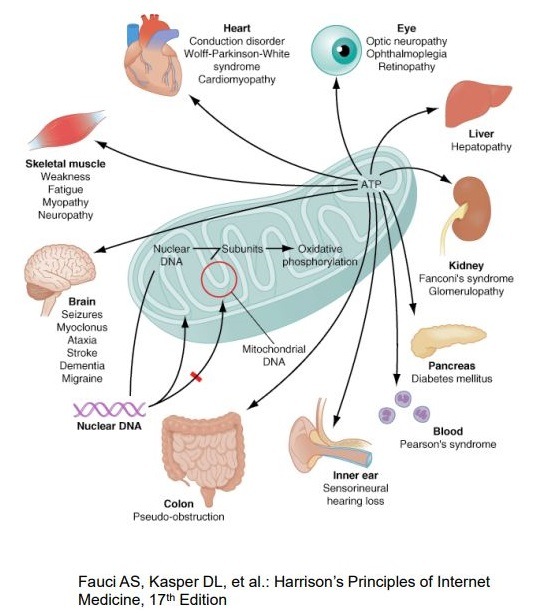 Heart
Conduction disorder
Wolff-Parkinson-White
syndrome
Cardiomyopathy
Eye
Optic neuropathy
Ophthalmoplegia
Retinopathy
Liver
Hepatopathy
Skeletal muscle
Weakness
Fatigue
Myopathy
Neuropathy
ATP
Kidney
Fanconi's syndrome
Glomerulopathy
Nuclear
DNA
Subunits
Oxidative
phosphorylation
Brain
Seizures
Myoclonus
Ataxia
Stroke
Dementia
Migraine
Mitochondrial
DNA
Pancreas
Diabetes mellitus
Nuclear DNA
Blood
Pearson's syndrome
Inner ear
Sensorineural
hearing loss
Colon
Pseudo-obstruction
Fauci AS, Kasper DL, et al.: Harrison's Principles of Internet
Medicine, 17th Edition